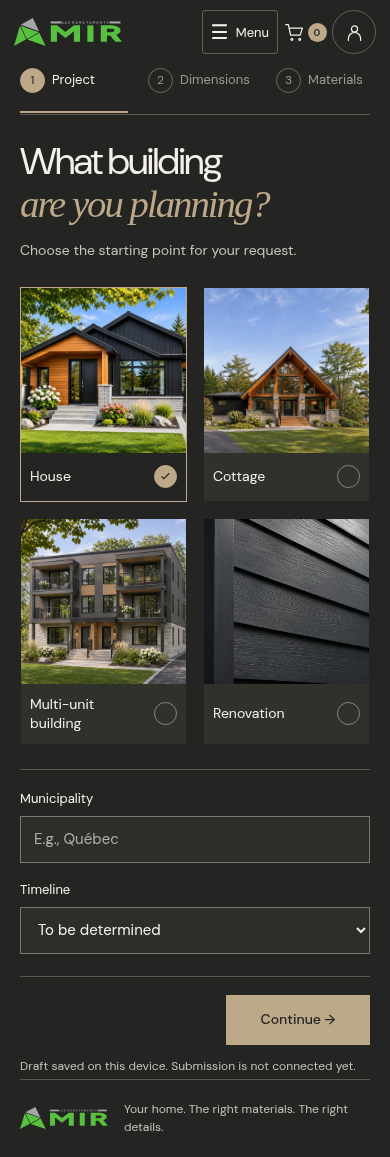 AMIR
Menu
0
1 Project
2 Dimensions
3 Materials
What building
are you planning?
Choose the starting point for your request.
House
Cottage
Multi-unit
building
Renovation
Municipality
E.g., Québec
Timeline
To be determined
Continue →
Draft saved on this device. Submission is not connected yet.
AMIR
Your home. The right materials. The right
details.